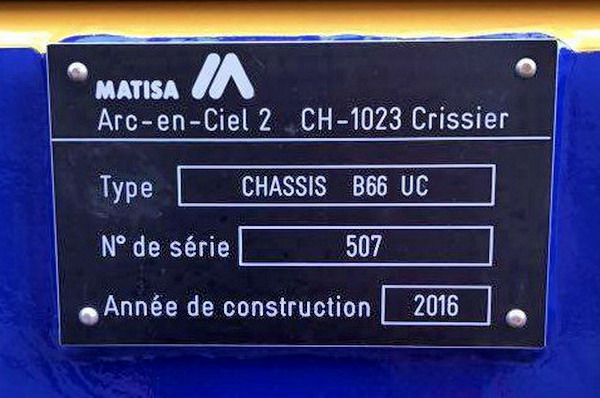 MATISA
Arc-en-Ciel 2 CH-1023 Crissier
Type CHASSIS B66 UC
N° de série 507
Année de construction 2016